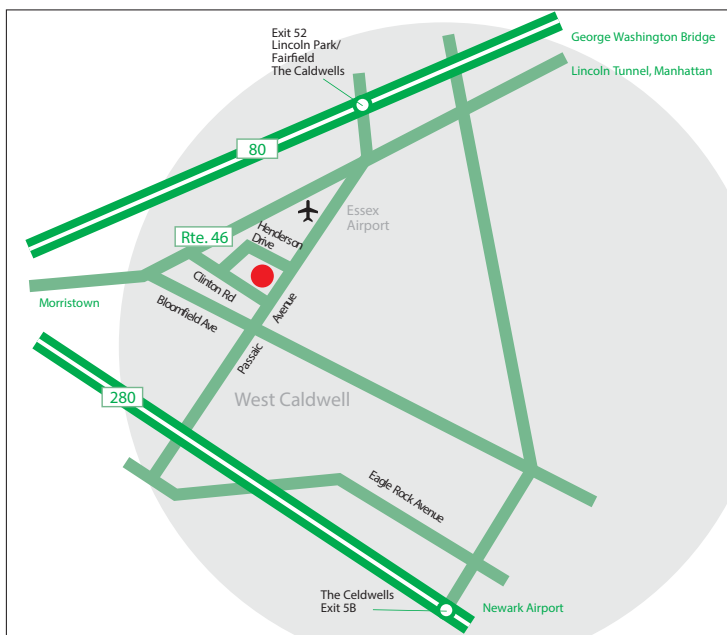 Exit 52
Lincoln Park/
Fairfield
The Caldwells
George Washington Bridge
Lincoln Tunnel, Manhattan
80
Essex
Airport
Henderson
Drive
Rte. 46
Clinton Rd
Morristown
Bloomfield Ave
Avenue
Passaic
280
West Caldwell
Eagle Rock Avenue
The Celdwells
Exit 5B
Newark Airport